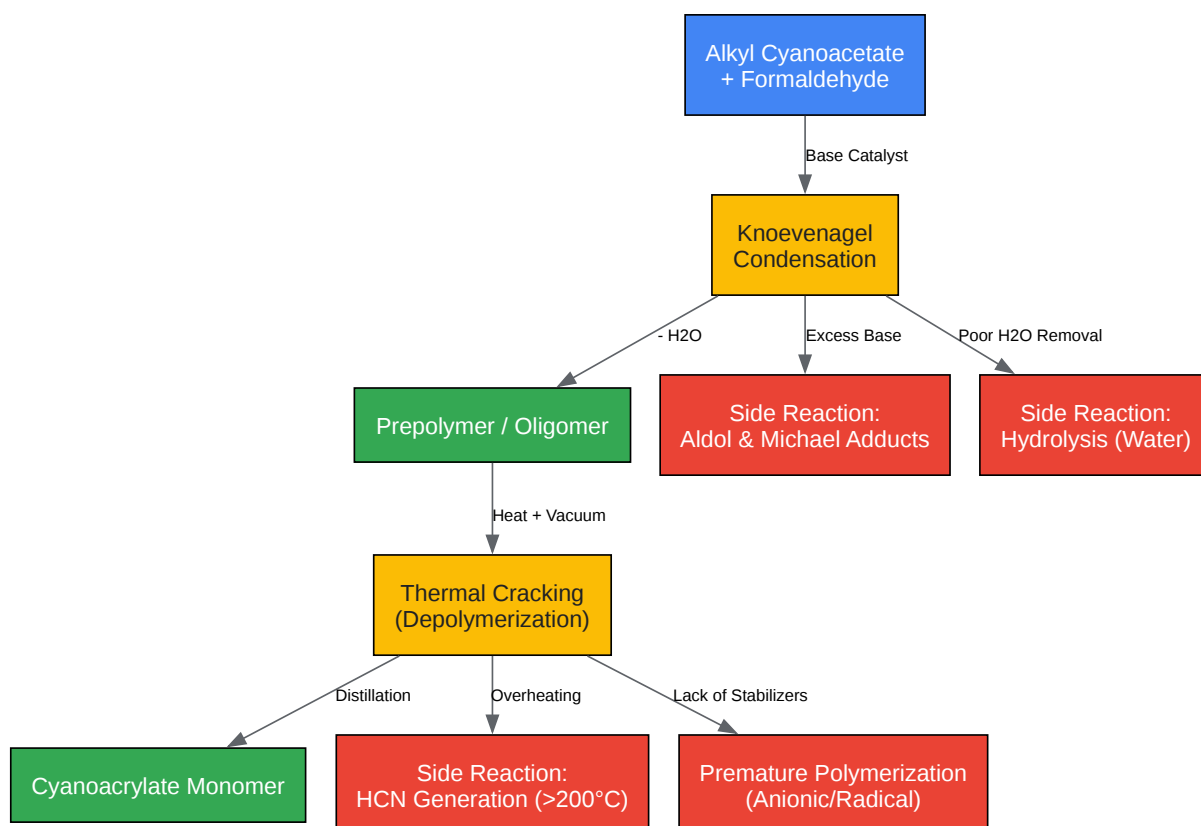 Alkyl Cyanoacetate
+ Formaldehyde
Base Catalyst
Knoevenagel
Condensation
- H2O
Excess Base
Poor H2O Removal
Prepolymer / Oligomer
Side Reaction:
Aldol & Michael Adducts
Side Reaction:
Hydrolysis (Water)
Heat + Vacuum
Thermal Cracking
(Depolymerization)
Distillation
Overheating
Lack of Stabilizers
Cyanoacrylate Monomer
Side Reaction:
HCN Generation (>200°C)
Premature Polymerization
(Anionic/Radical)